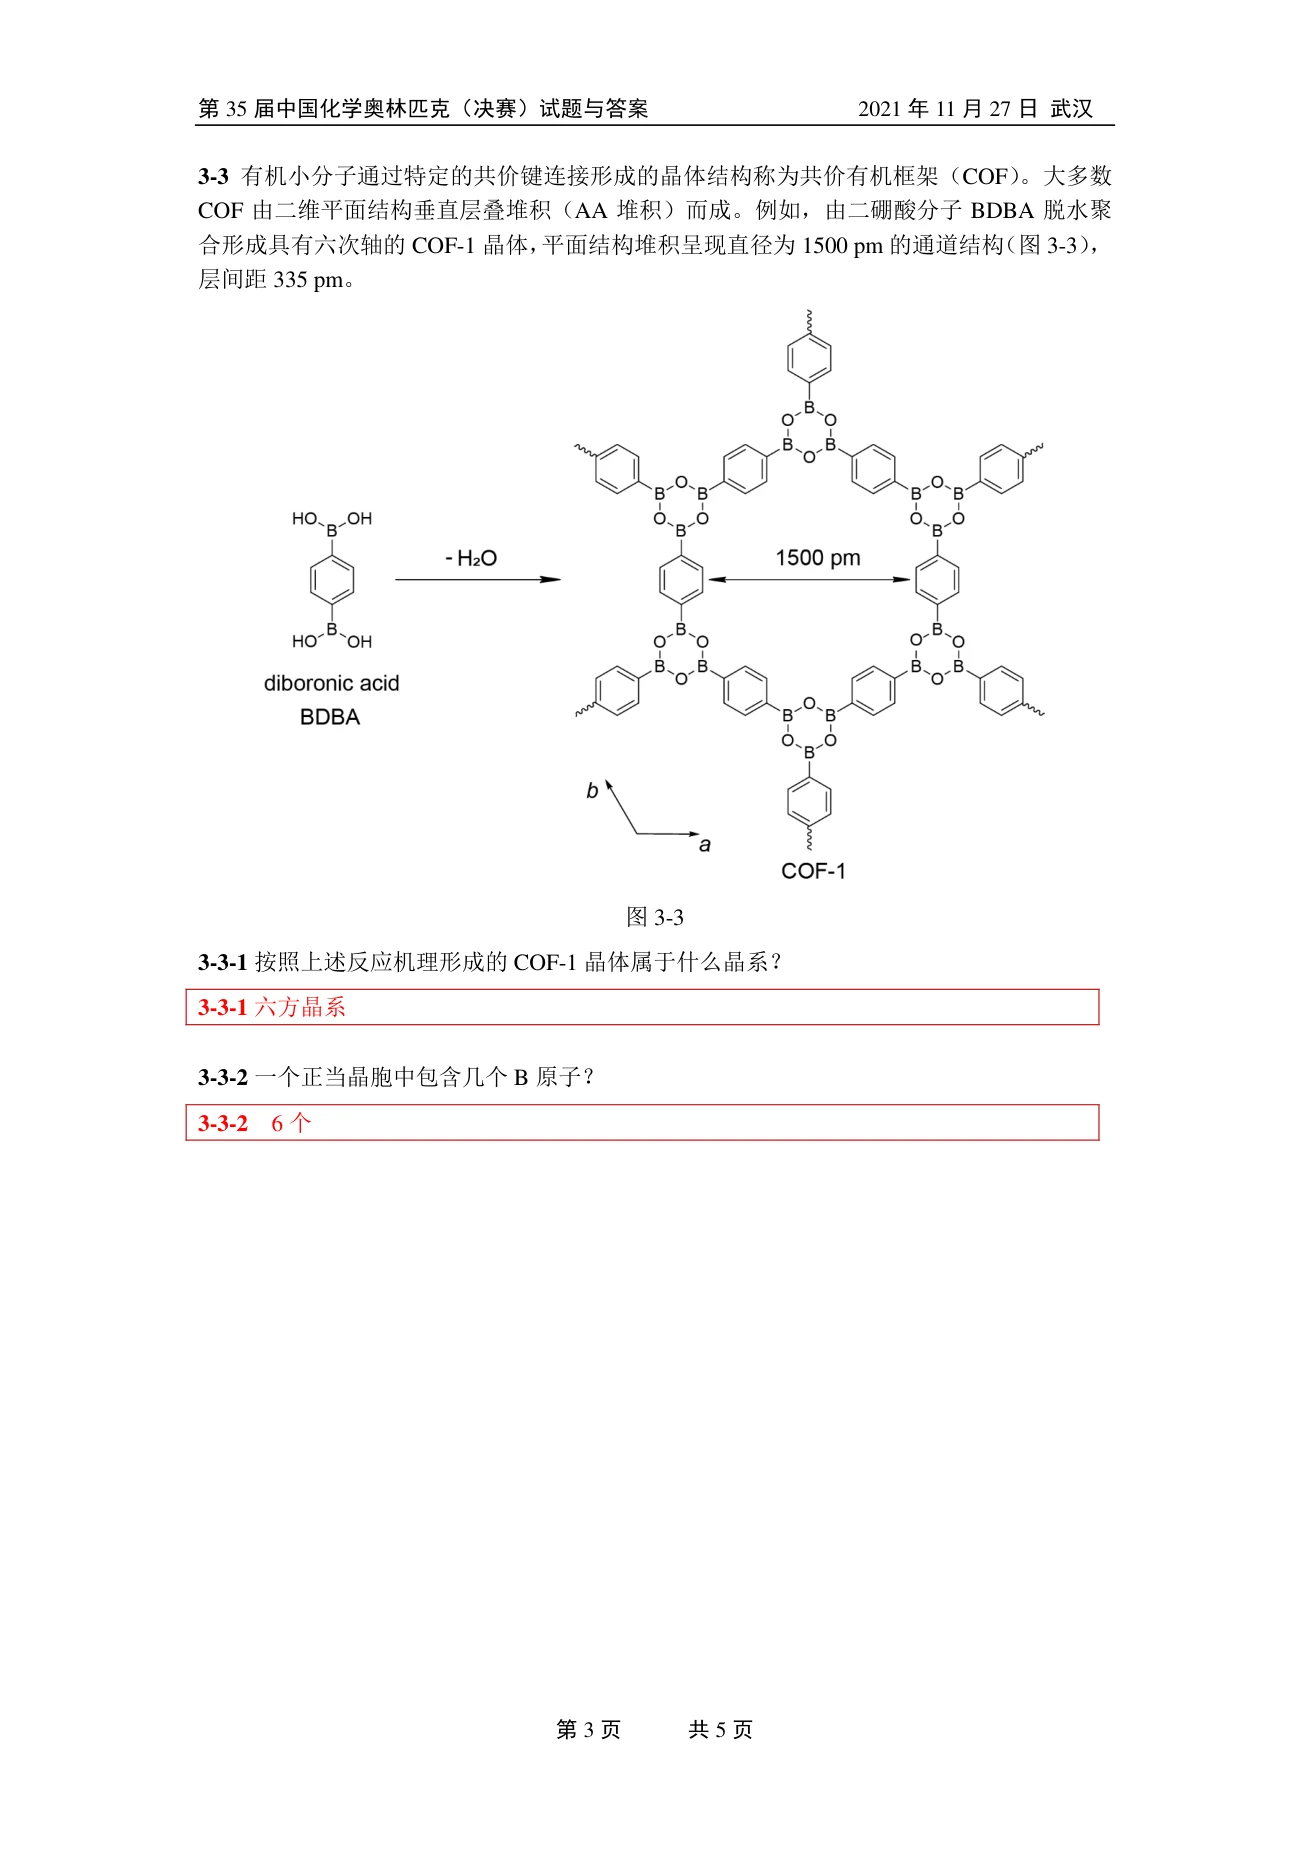 第 35 届中国化学奥林匹克（决赛）试题与答案 2021 年 11 月 27 日 武汉
3-3 有机小分子通过特定的共价键连接形成的晶体结构称为共价有机框架（COF）。大多数
COF 由二维平面结构垂直层叠堆积（AA 堆积）而成。例如，由二硼酸分子 BDBA 脱水聚
合形成具有六次轴的 COF-1 晶体，平面结构堆积呈现直径为 1500 pm 的通道结构（图 3-3），
层间距 335 pm。
B
O O
B B
O
O
B B
O O
B
O
B B
O O
B
HO B OH
HO B OH
- H₂O
1500 pm
diboronic acid
BDBA
B
O O
B B
O
B
O O
B B
O
O
B B
O O
B
b
a
COF-1
图 3-3
3-3-1 按照上述反应机理形成的 COF-1 晶体属于什么晶系？
3-3-1 六方晶系
3-3-2 一个正当晶胞中包含几个 B 原子？
3-3-2 6 个
第 3 页 共 5 页